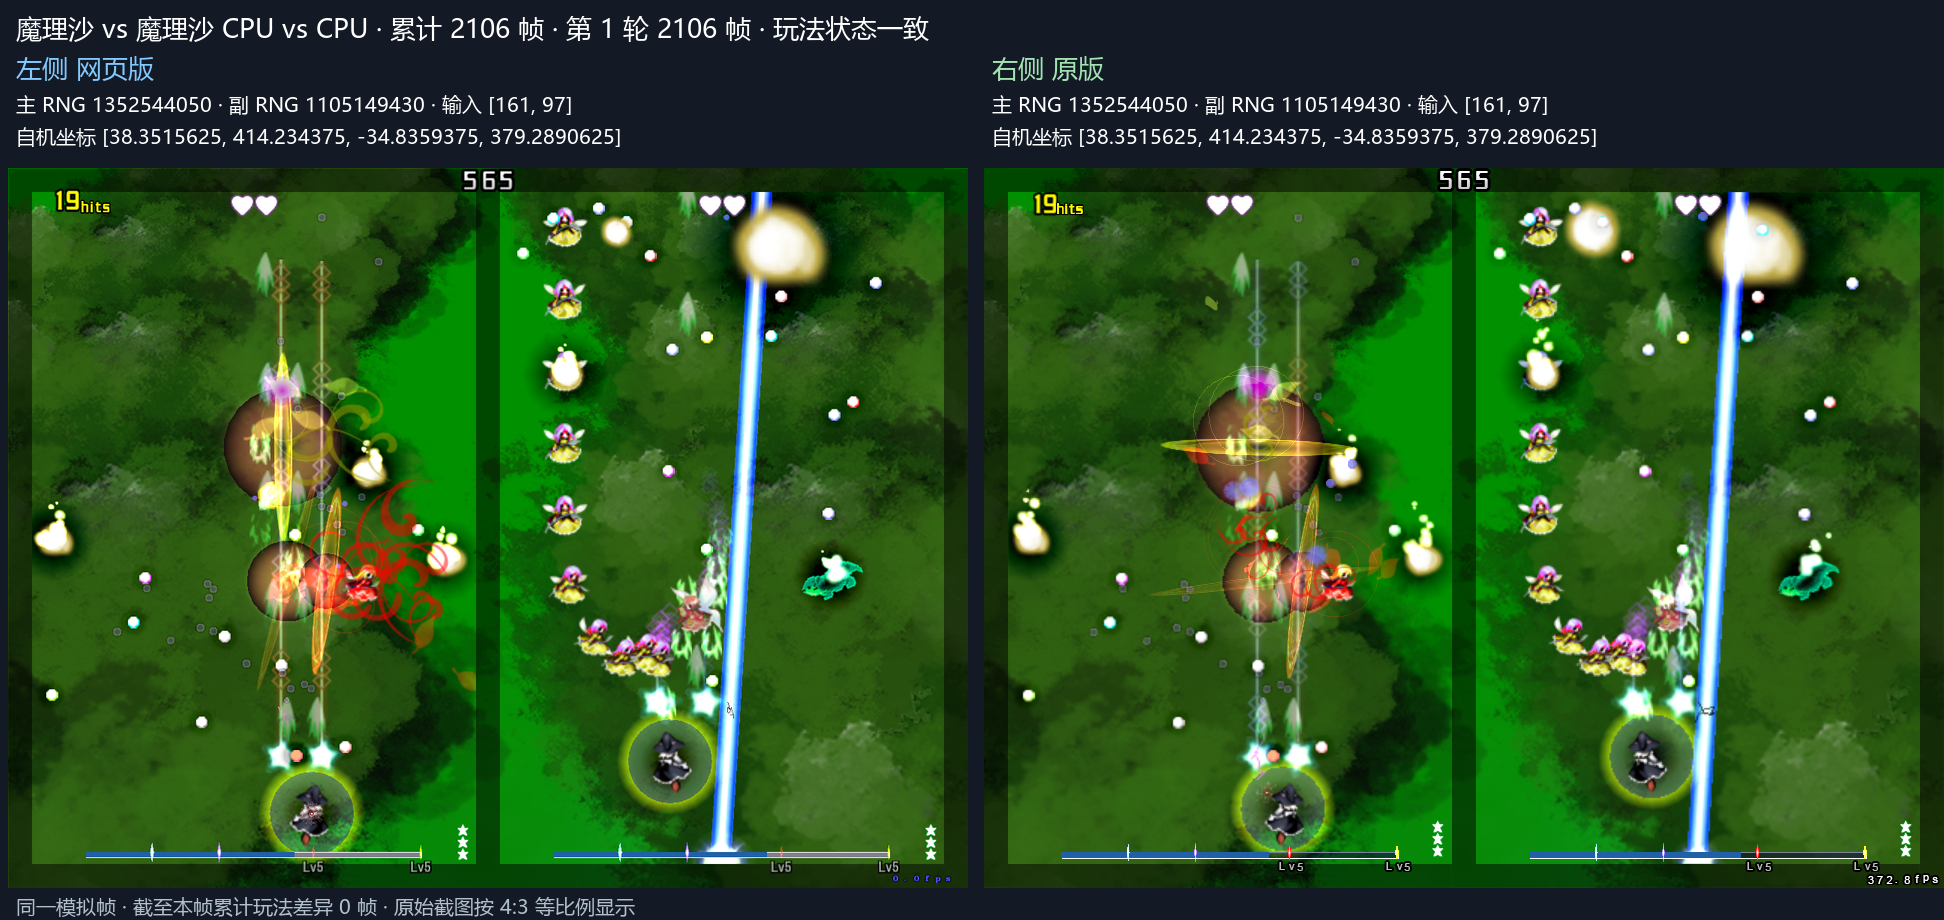 魔理沙 vs 魔理沙 CPU vs CPU · 累计 2106 帧 · 第 1 轮 2106 帧 · 玩法状态一致
左侧 网页版
主 RNG 1352544050 · 副 RNG 1105149430 · 输入 [161, 97]
自机坐标 [38.3515625, 414.234375, -34.8359375, 379.2890625]
右侧 原版
主 RNG 1352544050 · 副 RNG 1105149430 · 输入 [161, 97]
自机坐标 [38.3515625, 414.234375, -34.8359375, 379.2890625]
565
19hits
Lv5
Lv5
Lv5
Lv5
0.0fps
565
19hits
Lv5
Lv5
Lv5
Lv5
372.8fps
同一模拟帧 · 截至本帧累计玩法差异 0 帧 · 原始截图按 4:3 等比例显示